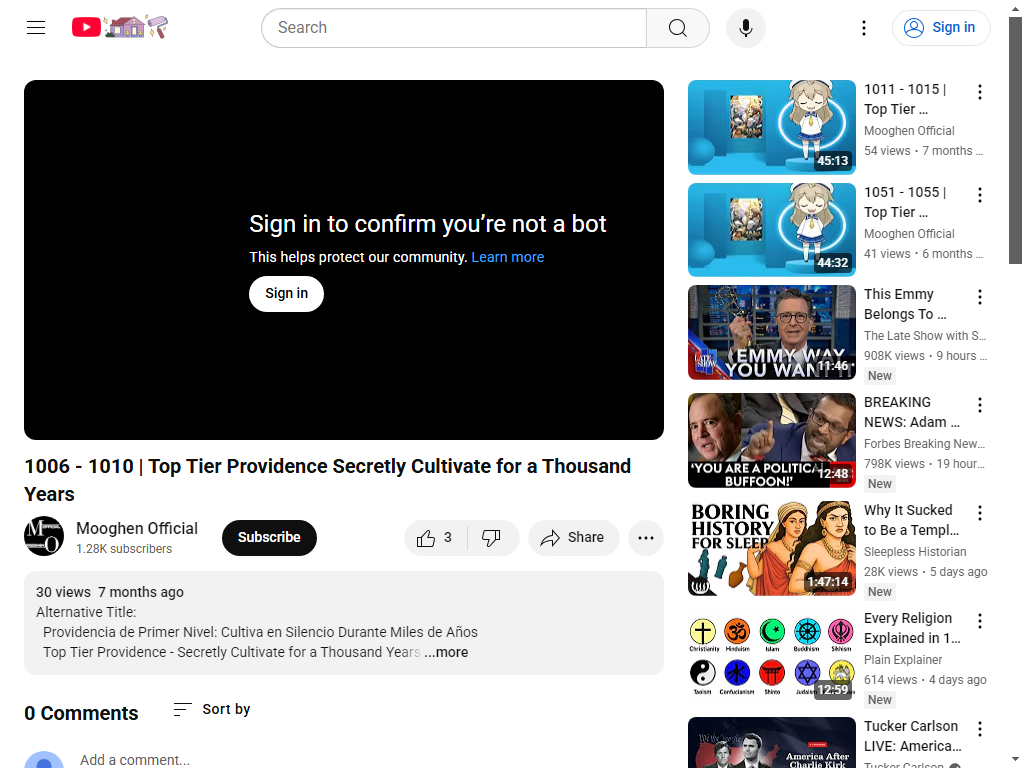 Search
Sign in
Sign in to confirm you’re not a bot
This helps protect our community. Learn more
Sign in
1006 - 1010 | Top Tier Providence Secretly Cultivate for a Thousand
Years
Mooghen Official
1.28K subscribers
Subscribe
3
Share
30 views 7 months ago
Alternative Title:
Providencia de Primer Nivel: Cultiva en Silencio Durante Miles de Años
Top Tier Providence - Secretly Cultivate for a Thousand Years ...more
0 Comments
Sort by
Add a comment...
45:13
1011 - 1015 |
Top Tier ...
Mooghen Official
54 views • 7 months ...
44:32
1051 - 1055 |
Top Tier ...
Mooghen Official
41 views • 6 months ...
EMMY WAY
YOU WANT IT
11:46
This Emmy
Belongs To ...
The Late Show with S...
908K views • 9 hours ...
New
‘YOU ARE A POLITICAL
BUFFOON!’
12:48
BREAKING
NEWS: Adam ...
Forbes Breaking New...
798K views • 19 hour...
New
BORING
HISTORY
FOR SLEEP
1:47:14
Why It Sucked
to Be a Templ...
Sleepless Historian
28K views • 5 days ago
New
Christianity Hinduism Islam Buddhism Sikhism
Taoism Confucianism Shinto Judaism
12:59
Every Religion
Explained in 1...
Plain Explainer
614 views • 4 days ago
New
America After
Charlie Kirk
Tucker Carlson
LIVE: America...
Tucker Carlson